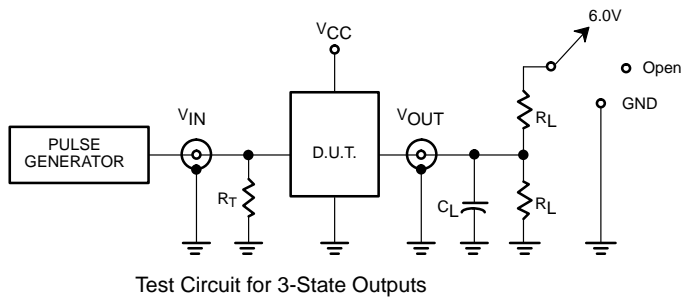 6.0V
VCC
Open
VIN
VOUT
RL
GND
PULSE
GENERATOR
D.U.T.
RT
CL
RL
Test Circuit for 3-State Outputs